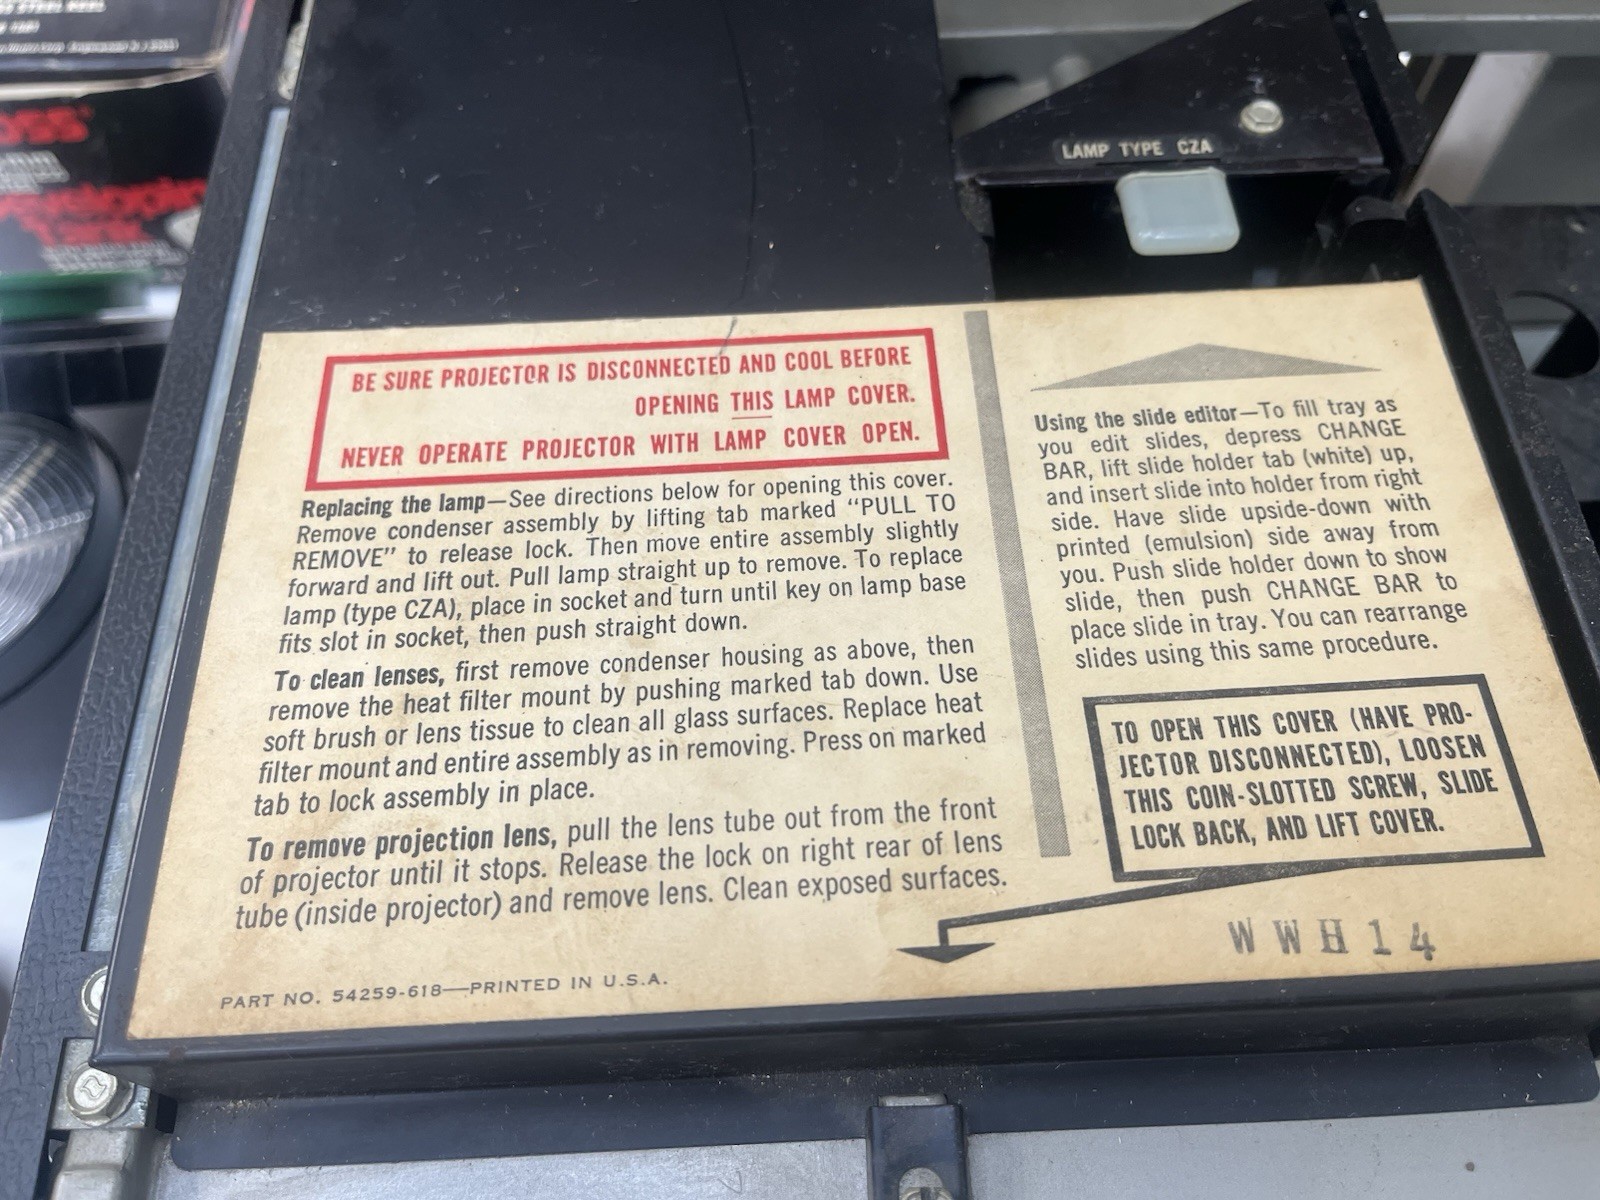 STEEL REEL
OSS
Developing
Tank
LAMP TYPE CZA
BE SURE PROJECTOR IS DISCONNECTED AND COOL BEFORE
OPENING THIS LAMP COVER.
NEVER OPERATE PROJECTOR WITH LAMP COVER OPEN.
Replacing the lamp—See directions below for opening this cover.
Remove condenser assembly by lifting tab marked “PULL TO
REMOVE” to release lock. Then move entire assembly slightly
forward and lift out. Pull lamp straight up to remove. To replace
lamp (type CZA), place in socket and turn until key on lamp base
fits slot in socket, then push straight down.
To clean lenses, first remove condenser housing as above, then
remove the heat filter mount by pushing marked tab down. Use
soft brush or lens tissue to clean all glass surfaces. Replace heat
filter mount and entire assembly as in removing. Press on marked
tab to lock assembly in place.
To remove projection lens, pull the lens tube out from the front
of projector until it stops. Release the lock on right rear of lens
tube (inside projector) and remove lens. Clean exposed surfaces.
PART NO. 54259-618—PRINTED IN U.S.A.
Using the slide editor—To fill tray as
you edit slides, depress CHANGE
BAR, lift slide holder tab (white) up,
and insert slide into holder from right
side. Have slide upside-down with
printed (emulsion) side away from
you. Push slide holder down to show
slide, then push CHANGE BAR to
place slide in tray. You can rearrange
slides using this same procedure.
TO OPEN THIS COVER (HAVE PRO-
JECTOR DISCONNECTED), LOOSEN
THIS COIN-SLOTTED SCREW, SLIDE
LOCK BACK, AND LIFT COVER.
WWH14